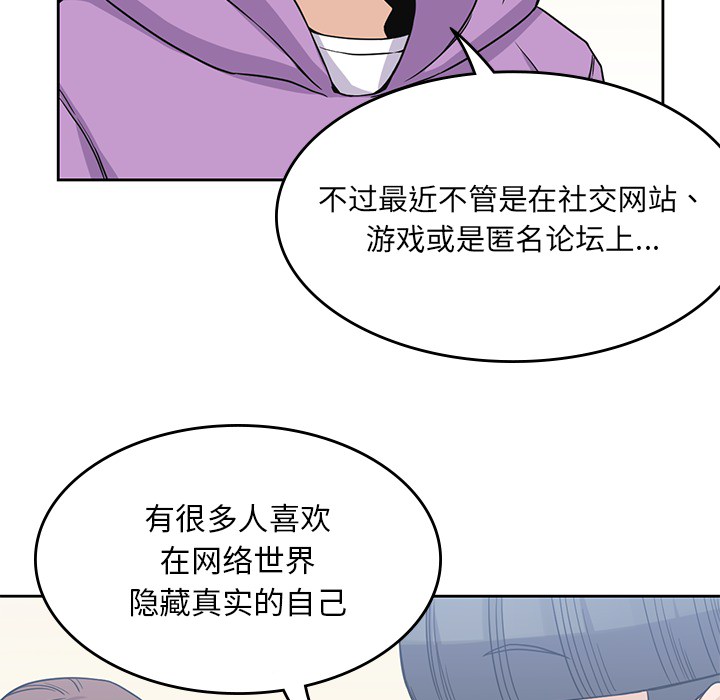 不过最近不管是在社交网站、
游戏或是匿名论坛上...
有很多人喜欢
在网络世界
隐藏真实的自己